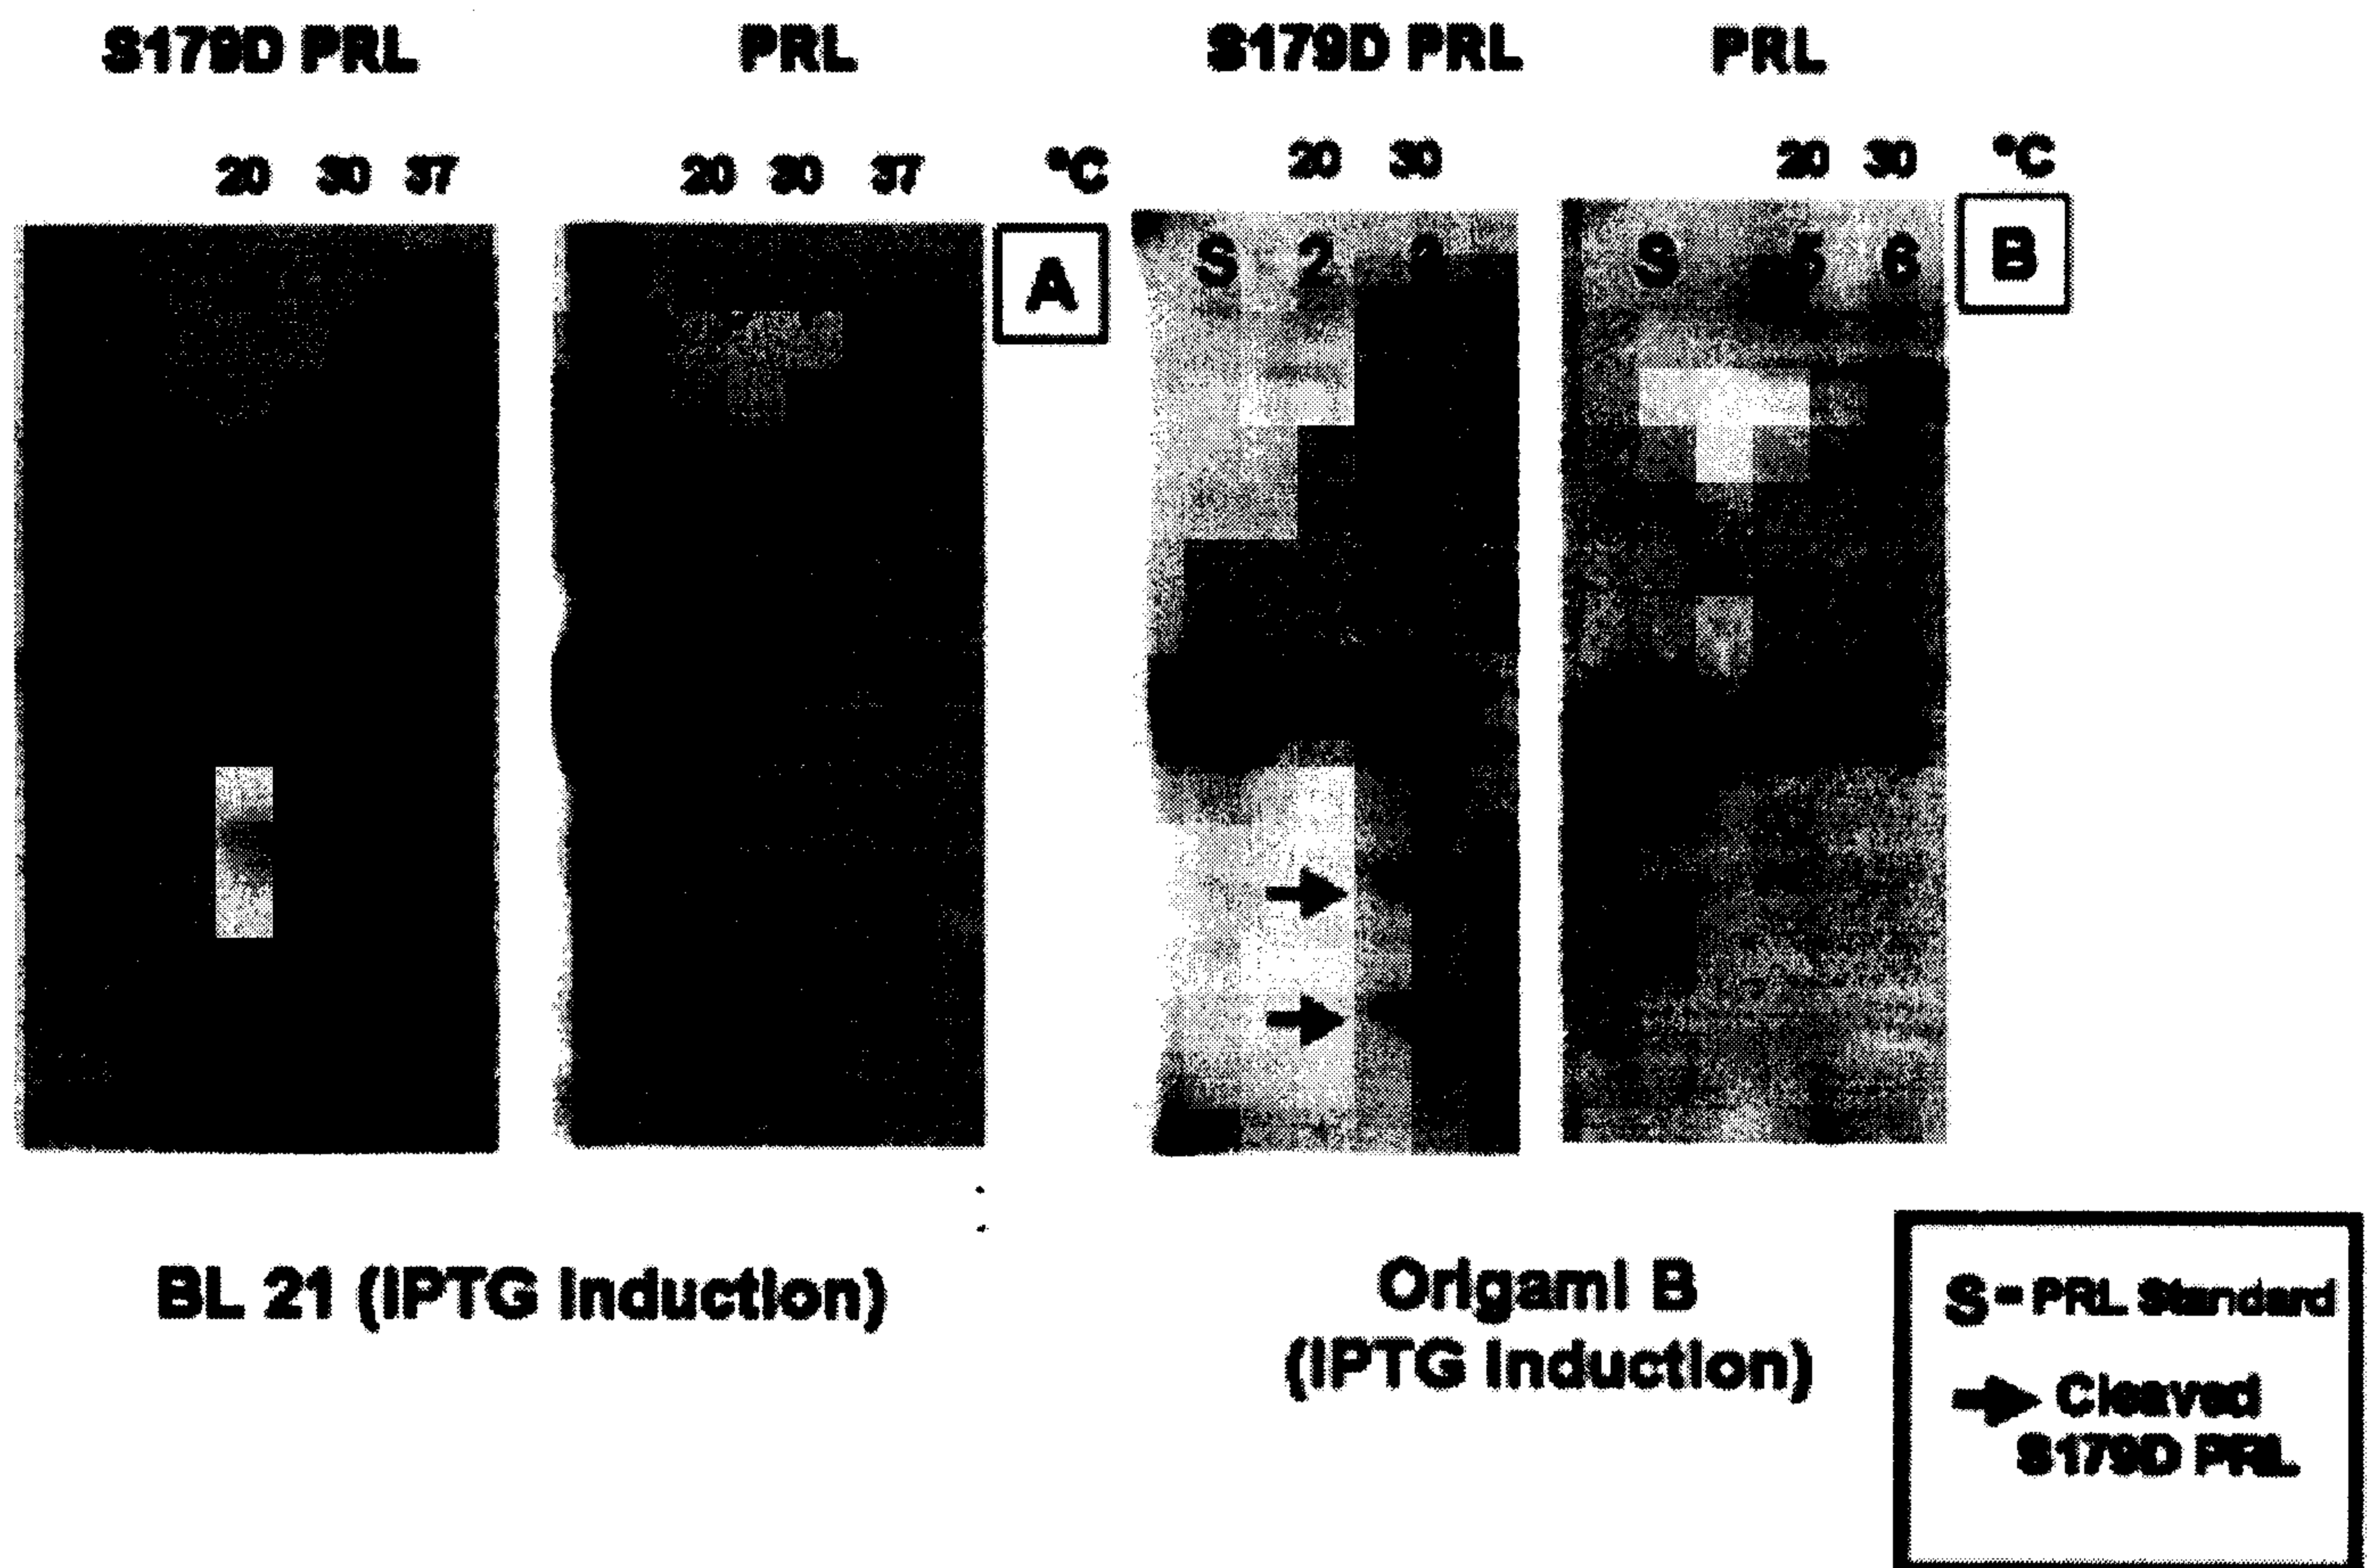 S179D PRL PRL S179D PRL PRL
20 30 37 20 30 37 °C 20 30 20 30 °C
A
S 2 3 S 5 6
B
BL 21 (IPTG Induction)
Origami B
(IPTG Induction)
S = PRL Standard
Cleaved
S179D PRL